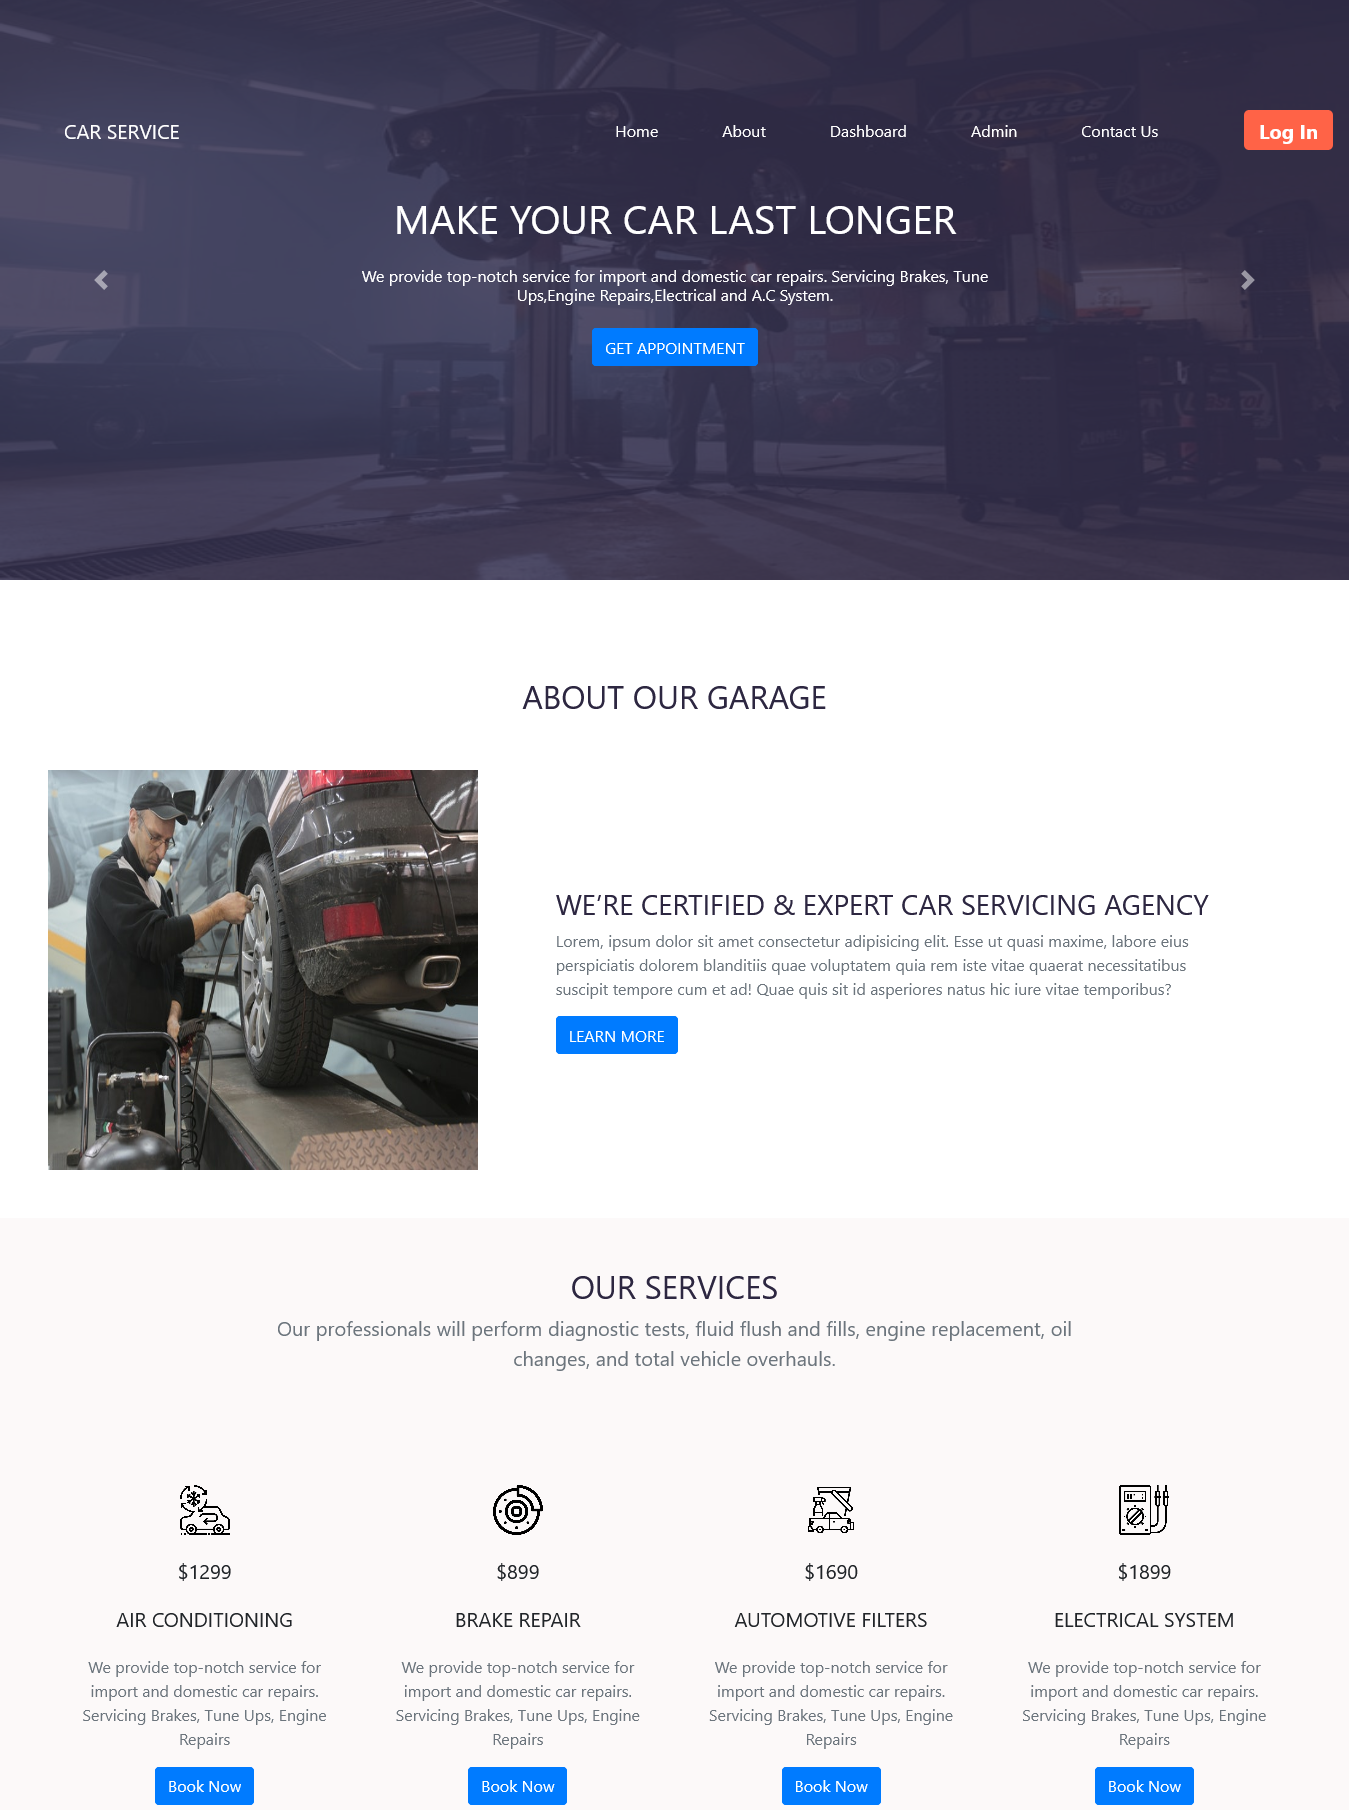 CAR SERVICE
Home
About
Dashboard
Admin
Contact Us
Log In
Dickies
MAKE YOUR CAR LAST LONGER
We provide top-notch service for import and domestic car repairs. Servicing Brakes, Tune
Ups,Engine Repairs,Electrical and A.C System.
GET APPOINTMENT
ABOUT OUR GARAGE
WE’RE CERTIFIED & EXPERT CAR SERVICING AGENCY
Lorem, ipsum dolor sit amet consectetur adipisicing elit. Esse ut quasi maxime, labore eius
perspiciatis dolorem blanditiis quae voluptatem quia rem iste vitae quaerat necessitatibus
suscipit tempore cum et ad! Quae quis sit id asperiores natus hic iure vitae temporibus?
LEARN MORE
OUR SERVICES
Our professionals will perform diagnostic tests, fluid flush and fills, engine replacement, oil
changes, and total vehicle overhauls.
$1299
AIR CONDITIONING
We provide top-notch service for
import and domestic car repairs.
Servicing Brakes, Tune Ups, Engine
Repairs
Book Now
$899
BRAKE REPAIR
We provide top-notch service for
import and domestic car repairs.
Servicing Brakes, Tune Ups, Engine
Repairs
Book Now
$1690
AUTOMOTIVE FILTERS
We provide top-notch service for
import and domestic car repairs.
Servicing Brakes, Tune Ups, Engine
Repairs
Book Now
$1899
ELECTRICAL SYSTEM
We provide top-notch service for
import and domestic car repairs.
Servicing Brakes, Tune Ups, Engine
Repairs
Book Now